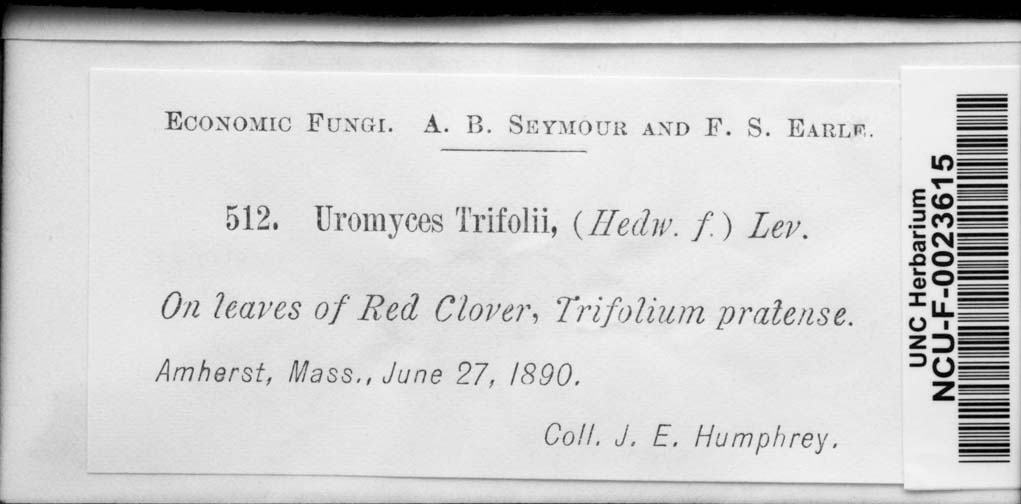 Economic Fungi. A. B. Seymour and F. S. Earle.
512. Uromyces Trifolii, (Hedw. f.) Lev.
On leaves of Red Clover, Trifolium pratense.
Amherst, Mass., June 27, 1890.
Coll. J. E. Humphrey.
UNC Herbarium
NCU-F-0023615